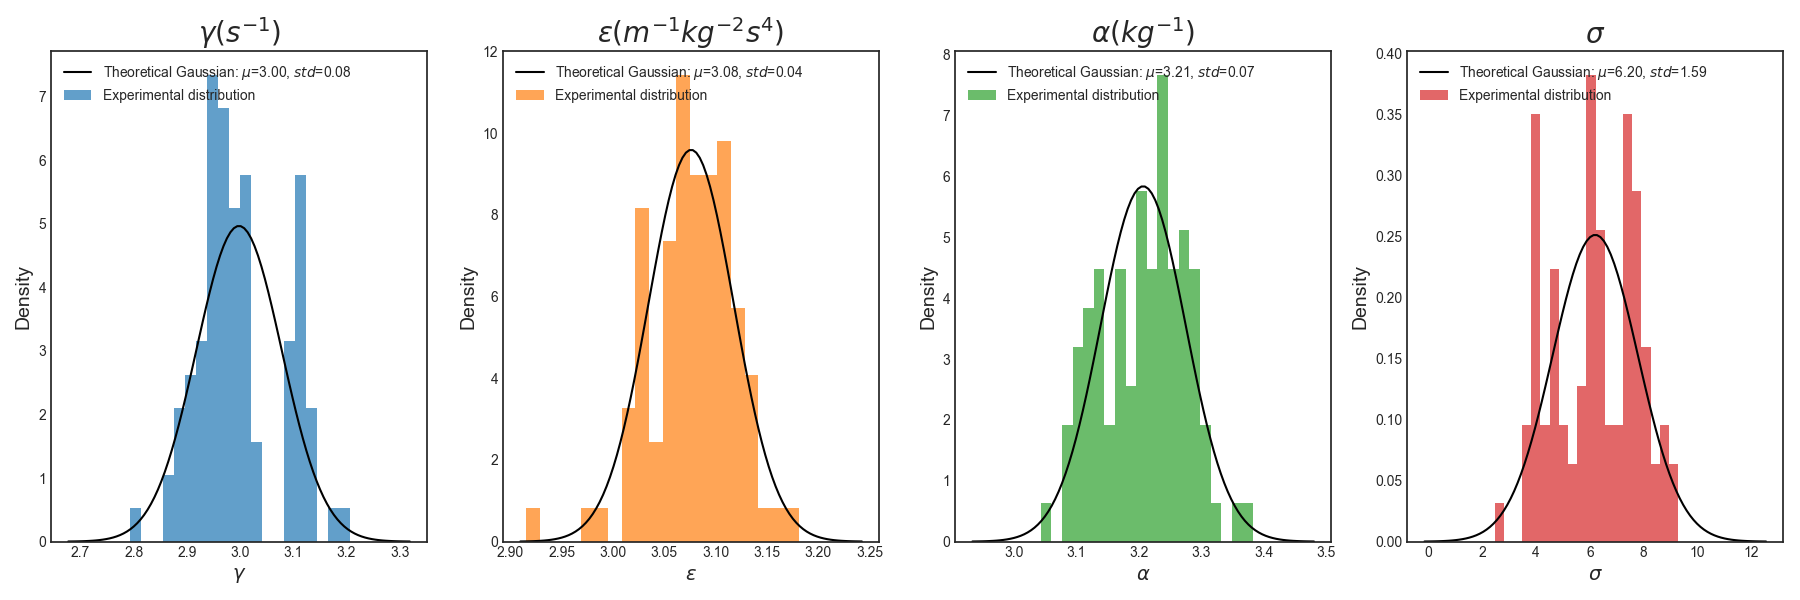 γ(s⁻¹)
Theoretical Gaussian: μ=3.00, std=0.08
Experimental distribution
Density
0
1
2
3
4
5
6
7
2.7 2.8 2.9 3.0 3.1 3.2 3.3
γ
ε(m⁻¹kg⁻²s⁴)
Theoretical Gaussian: μ=3.08, std=0.04
Experimental distribution
Density
0
2
4
6
8
10
12
2.90 2.95 3.00 3.05 3.10 3.15 3.20 3.25
ε
α(kg⁻¹)
Theoretical Gaussian: μ=3.21, std=0.07
Experimental distribution
Density
0
1
2
3
4
5
6
7
8
3.0 3.1 3.2 3.3 3.4 3.5
α
σ
Theoretical Gaussian: μ=6.20, std=1.59
Experimental distribution
Density
0.00
0.05
0.10
0.15
0.20
0.25
0.30
0.35
0.40
0 2 4 6 8 10 12
σ